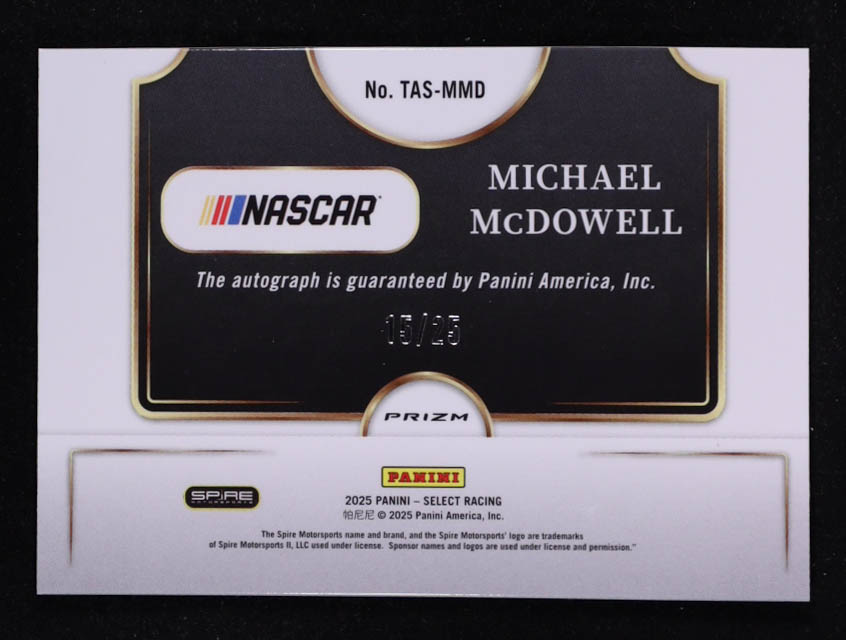 No. TAS-MMD
NASCAR
MICHAEL
McDOWELL
The autograph is guaranteed by Panini America, Inc.
15/25
PRIZM
PANINI
SPIRE
MOTORSPORTS
2025 PANINI – SELECT RACING
帕尼尼 © 2025 Panini America, Inc.
The Spire Motorsports name and brand, and the Spire Motorsports' logo are trademarks
of Spire Motorsports II, LLC used under license. Sponsor names and logos are used under license and permission."